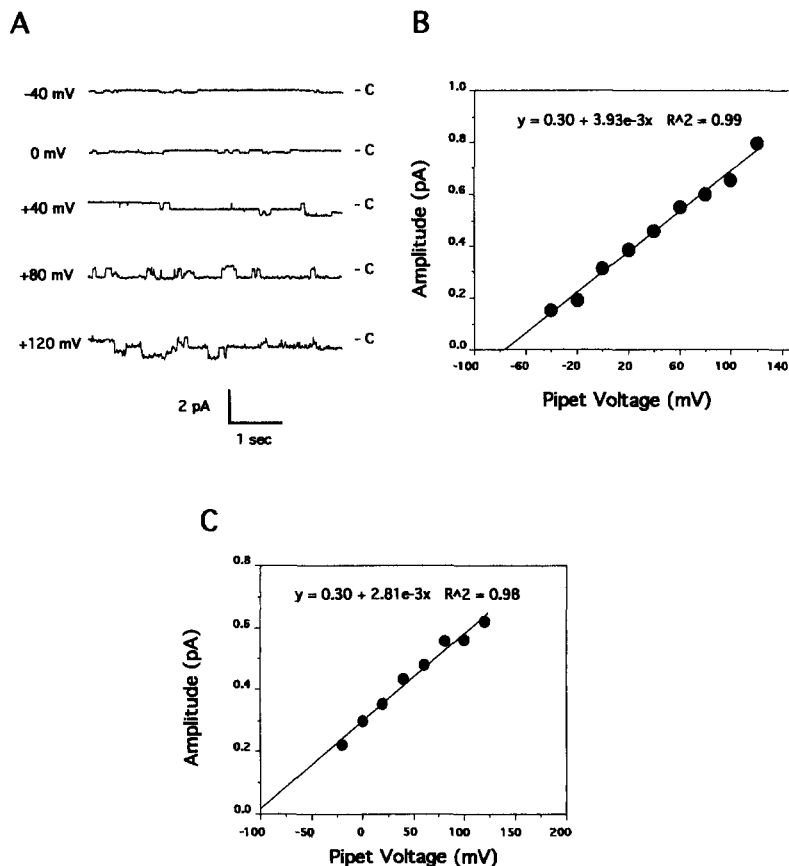 A
-40 mV - C
0 mV - C
+40 mV - C
+80 mV - C
+120 mV - C
2 pA
1 sec
B
1.0
0.8
0.6
0.4
0.2
0.0
y = 0.30 + 3.93e-3x R^2 = 0.99
Amplitude (pA)
-100 -60 -20 20 60 100 140
Pipet Voltage (mV)
C
0.8
0.6
0.4
0.2
0.0
y = 0.30 + 2.81e-3x R^2 = 0.98
Amplitude (pA)
-100 -50 0 50 100 150 200
Pipet Voltage (mV)